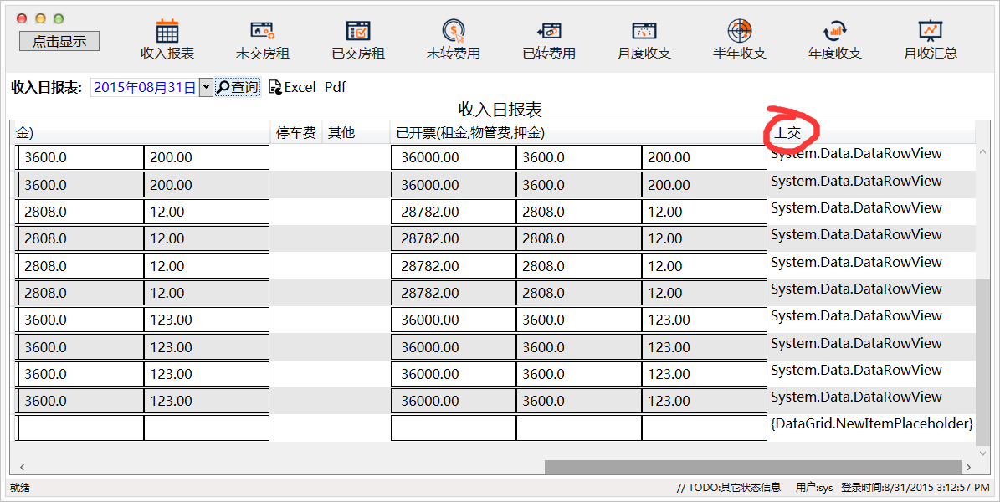 点击显示
收入报表 未交房租 已交房租 未转费用 已转费用 月度收支 半年收支 年度收支 月收汇总
收入日报表: 2015年08月31日 查询 Excel Pdf
收入日报表
金) 停车费 其他 已开票(租金,物管费,押金) 上交
3600.0 200.00 36000.00 3600.0 200.00 System.Data.DataRowView
3600.0 200.00 36000.00 3600.0 200.00 System.Data.DataRowView
2808.0 12.00 28782.00 2808.0 12.00 System.Data.DataRowView
2808.0 12.00 28782.00 2808.0 12.00 System.Data.DataRowView
2808.0 12.00 28782.00 2808.0 12.00 System.Data.DataRowView
2808.0 12.00 28782.00 2808.0 12.00 System.Data.DataRowView
3600.0 123.00 36000.00 3600.0 123.00 System.Data.DataRowView
3600.0 123.00 36000.00 3600.0 123.00 System.Data.DataRowView
3600.0 123.00 36000.00 3600.0 123.00 System.Data.DataRowView
3600.0 123.00 36000.00 3600.0 123.00 System.Data.DataRowView
{DataGrid.NewItemPlaceholder}
就绪 // TODO:其它状态信息 用户:sys 登录时间:8/31/2015 3:12:57 PM